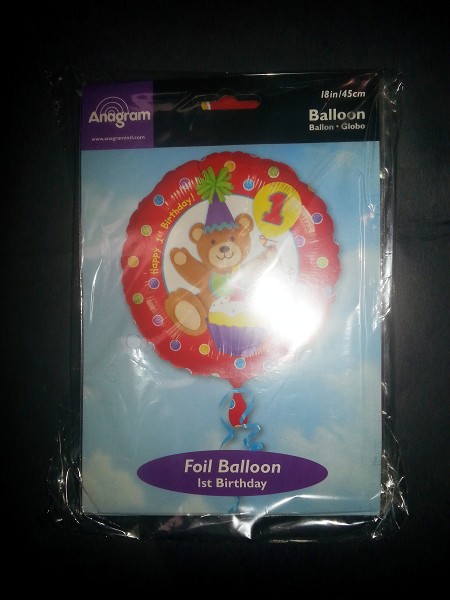 18in/45cm
Anagram
www.anagramintl.com
Balloon
Ballon • Globo
1
Happy 1st Birthday!
Foil Balloon
1st Birthday